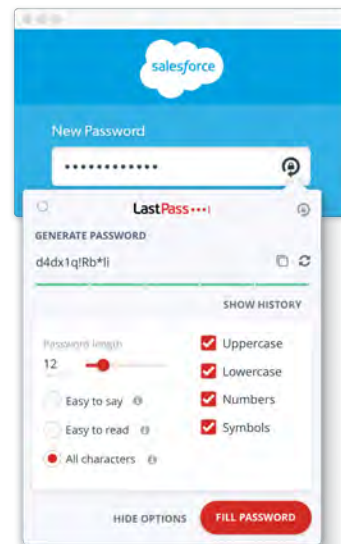 salesforce
New Password
••••••••••••
LastPass•••|
GENERATE PASSWORD
d4dx1q!Rb*li
SHOW HISTORY
Password length
12
Uppercase
Lowercase
Numbers
Symbols
Easy to say
Easy to read
All characters
HIDE OPTIONS
FILL PASSWORD